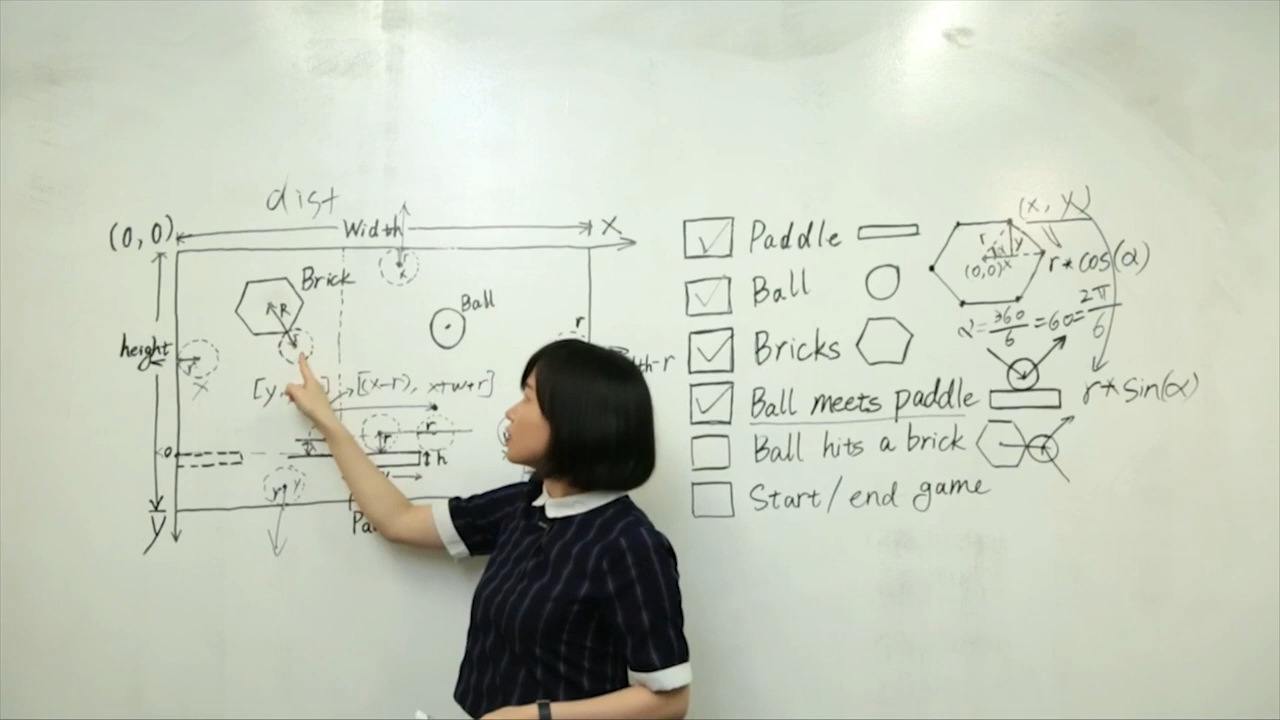 dist
(0, 0)
Width
X
Brick
R
r
x
Ball
r
height
r
x
[(x-r), x+w+r]
r
r
h
0
r
y
y
Paddle
Ball
Bricks
Ball meets paddle
Ball hits a brick
Start/end game
(x, y)
r
y
α
(0,0)
x
r*cos(α)
α = 360/6 = 60 = 2π/6
r*sin(α)